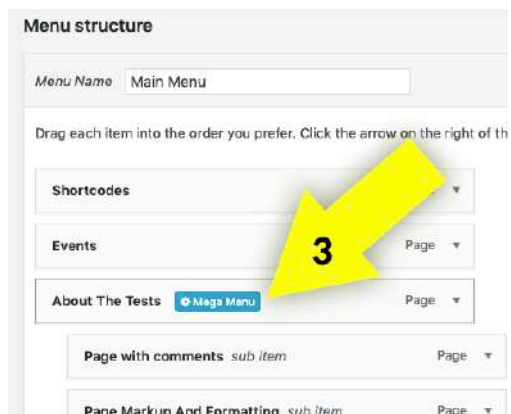 Menu structure
Menu Name Main Menu
Drag each item into the order you prefer. Click the arrow on the right of th
Shortcodes
Events Page
3
About The Tests Mega Menu Page
Page with comments sub item Page
Page Markup And Formatting sub item Page